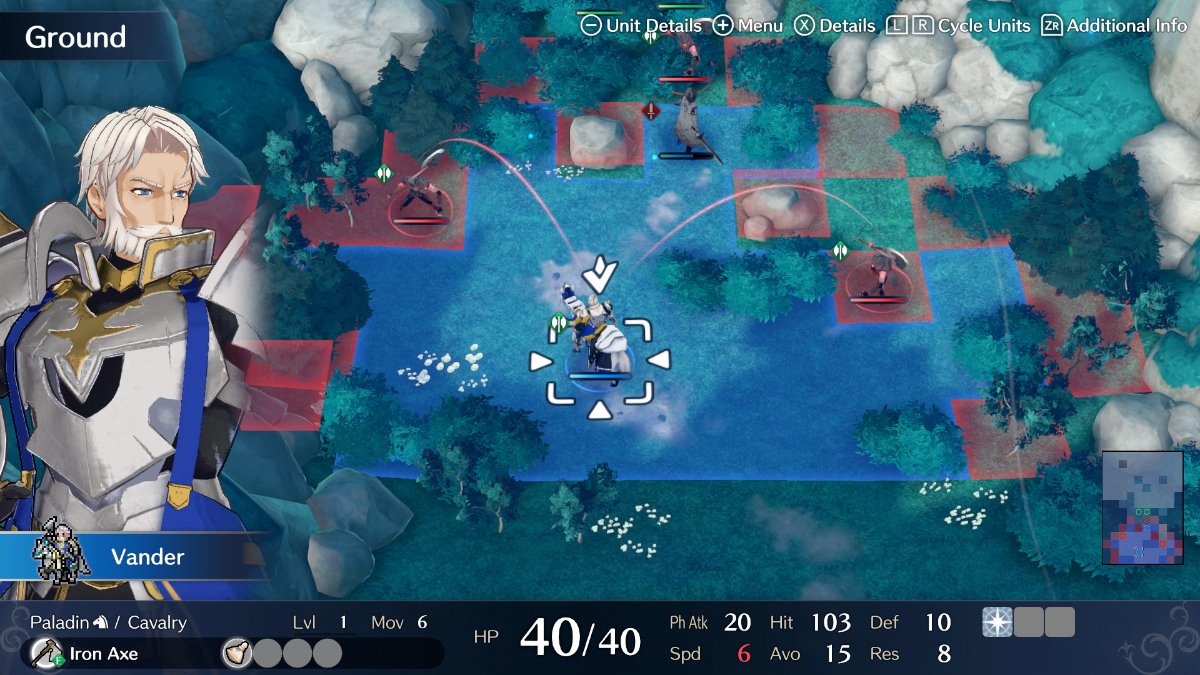 Ground
Unit Details Menu X Details L R Cycle Units ZR Additional Info
Vander
Paladin / Cavalry Lvl 1 Mov 6
Iron Axe E
HP 40/40
Ph Atk 20 Hit 103 Def 10
Spd 6 Avo 15 Res 8